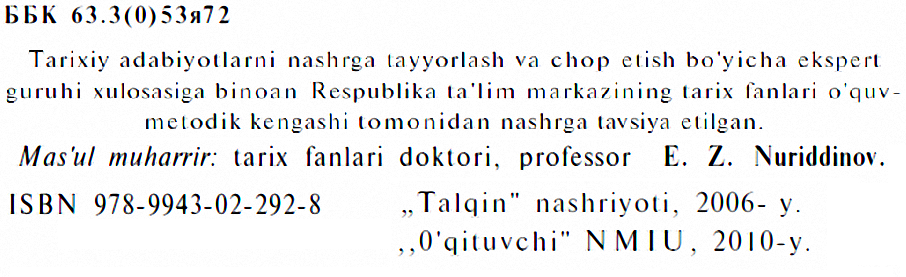 ББК 63.3(0)53я72
Tarixiy adabiyotlarni nashrga tayyorlash va chop etish bo'yicha ekspert
guruhi xulosasiga binoan Respublika ta'lim markazining tarix fanlari o'quv-
metodik kengashi tomonidan nashrga tavsiya etilgan.
Mas'ul muharrir: tarix fanlari doktori, professor E. Z. Nuriddinov.
ISBN 978-9943-02-292-8 „Talqin" nashriyoti, 2006- y.
,,0'qituvchi" NMIU, 2010-y.